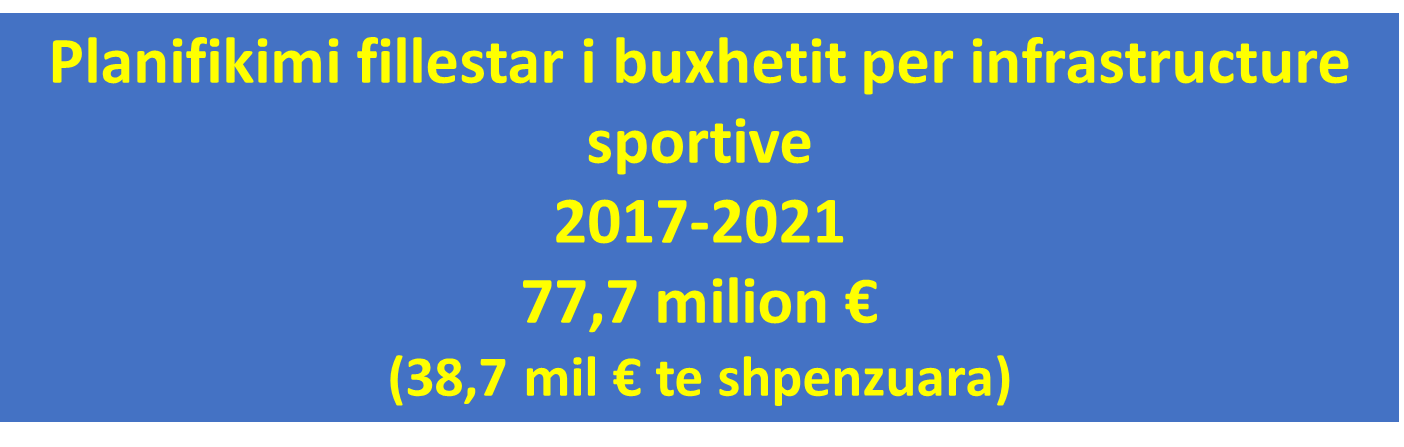 Planifikimi fillestar i buxhetit per infrastructure
sportive
2017-2021
77,7 milion €
(38,7 mil € te shpenzuara)